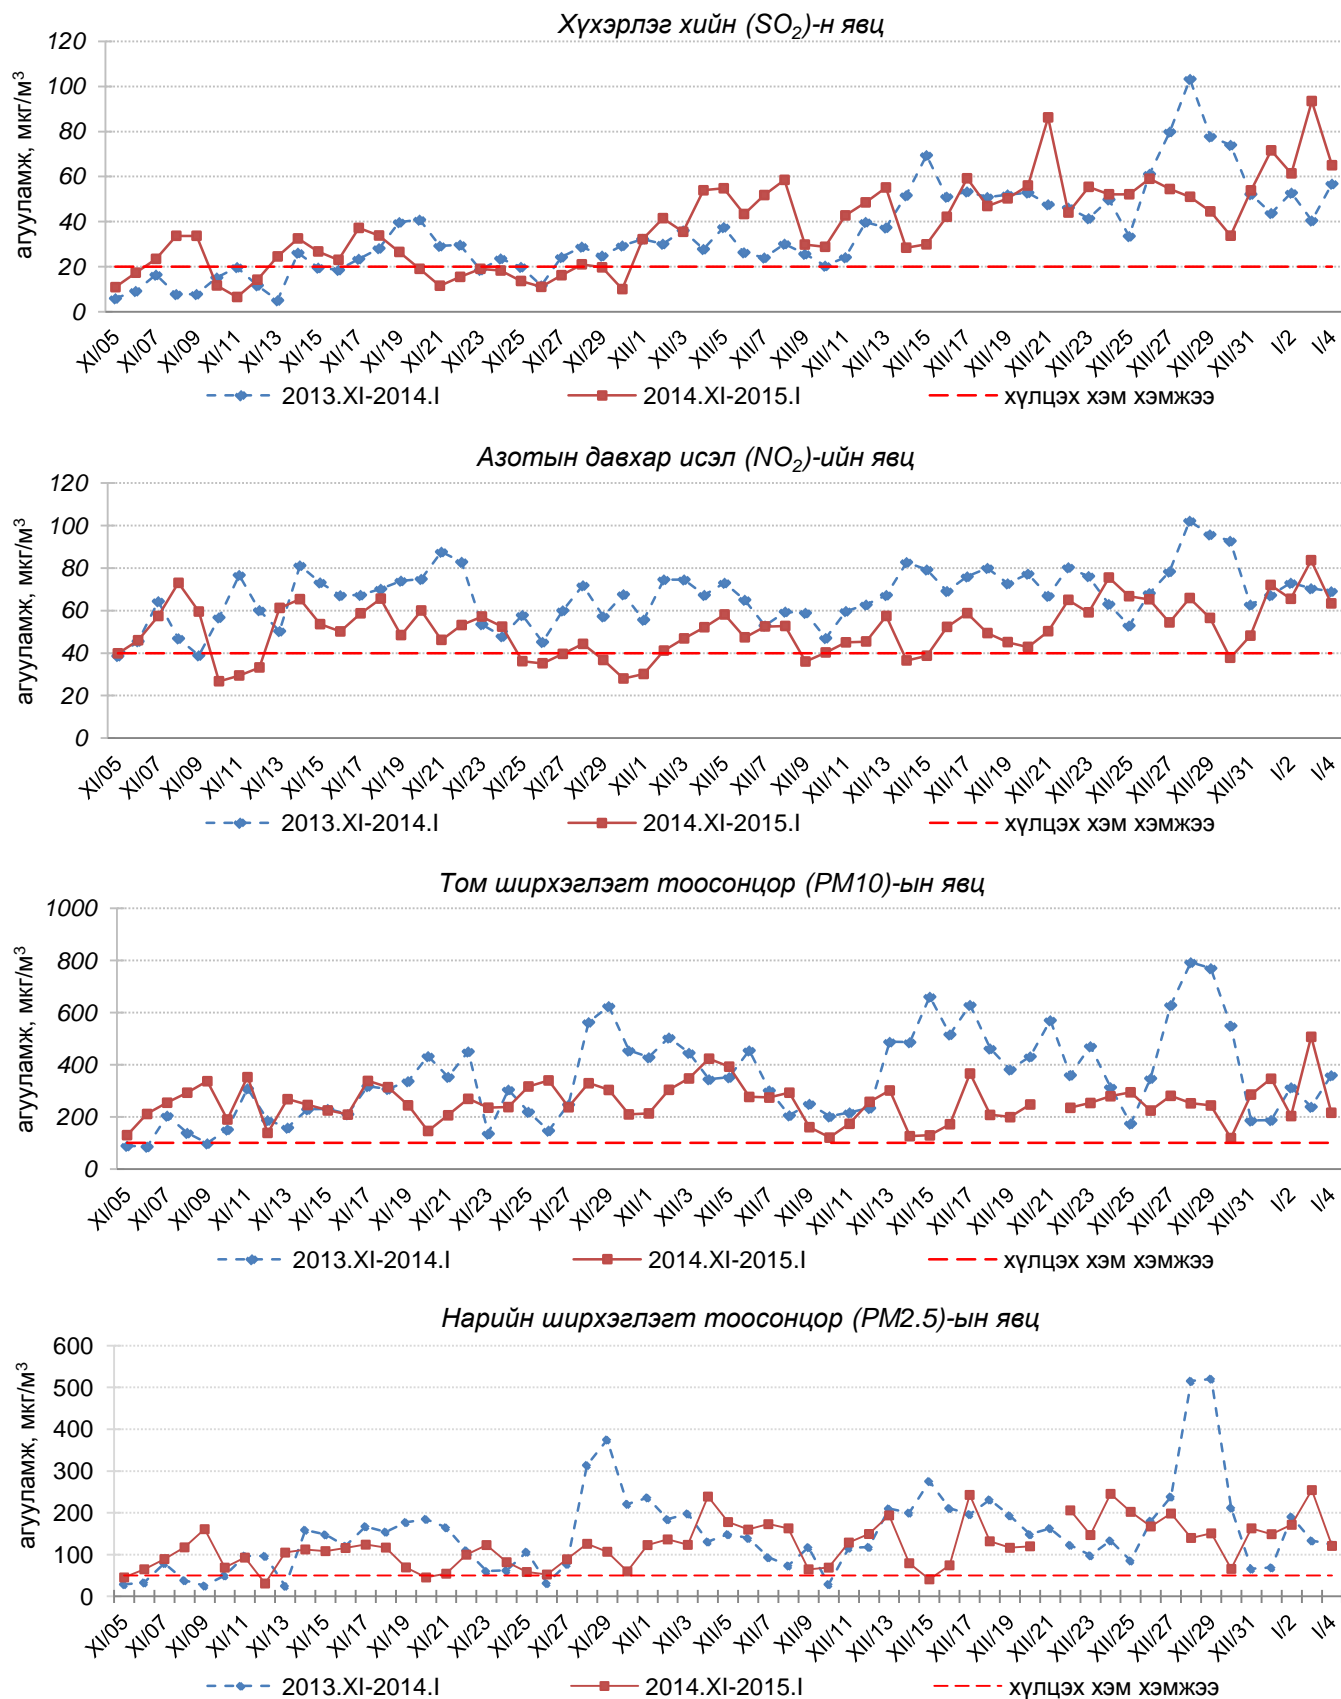 Хүхэрлэг хийн (SO₂)-н явц
агууламж, мкг/м³
120
100
80
60
40
20
0
XI/05 XI/07 XI/09 XI/11 XI/13 XI/15 XI/17 XI/19 XI/21 XI/23 XI/25 XI/27 XI/29 XII/1 XII/3 XII/5 XII/7 XII/9 XII/11 XII/13 XII/15 XII/17 XII/19 XII/21 XII/23 XII/25 XII/27 XII/29 XII/31 I/2 I/4
2013.XI-2014.I 2014.XI-2015.I хүлцэх хэм хэмжээ
Азотын давхар исэл (NO₂)-ийн явц
агууламж, мкг/м³
120
100
80
60
40
20
0
XI/05 XI/07 XI/09 XI/11 XI/13 XI/15 XI/17 XI/19 XI/21 XI/23 XI/25 XI/27 XI/29 XII/1 XII/3 XII/5 XII/7 XII/9 XII/11 XII/13 XII/15 XII/17 XII/19 XII/21 XII/23 XII/25 XII/27 XII/29 XII/31 I/2 I/4
2013.XI-2014.I 2014.XI-2015.I хүлцэх хэм хэмжээ
Том ширхэглэгт тоосонцор (PM10)-ын явц
агууламж, мкг/м³
1000
800
600
400
200
0
XI/05 XI/07 XI/09 XI/11 XI/13 XI/15 XI/17 XI/19 XI/21 XI/23 XI/25 XI/27 XI/29 XII/1 XII/3 XII/5 XII/7 XII/9 XII/11 XII/13 XII/15 XII/17 XII/19 XII/21 XII/23 XII/25 XII/27 XII/29 XII/31 I/2 I/4
2013.XI-2014.I 2014.XI-2015.I хүлцэх хэм хэмжээ
Нарийн ширхэглэгт тоосонцор (PM2.5)-ын явц
агууламж, мкг/м³
600
500
400
300
200
100
0
XI/05 XI/07 XI/09 XI/11 XI/13 XI/15 XI/17 XI/19 XI/21 XI/23 XI/25 XI/27 XI/29 XII/1 XII/3 XII/5 XII/7 XII/9 XII/11 XII/13 XII/15 XII/17 XII/19 XII/21 XII/23 XII/25 XII/27 XII/29 XII/31 I/2 I/4
2013.XI-2014.I 2014.XI-2015.I хүлцэх хэм хэмжээ